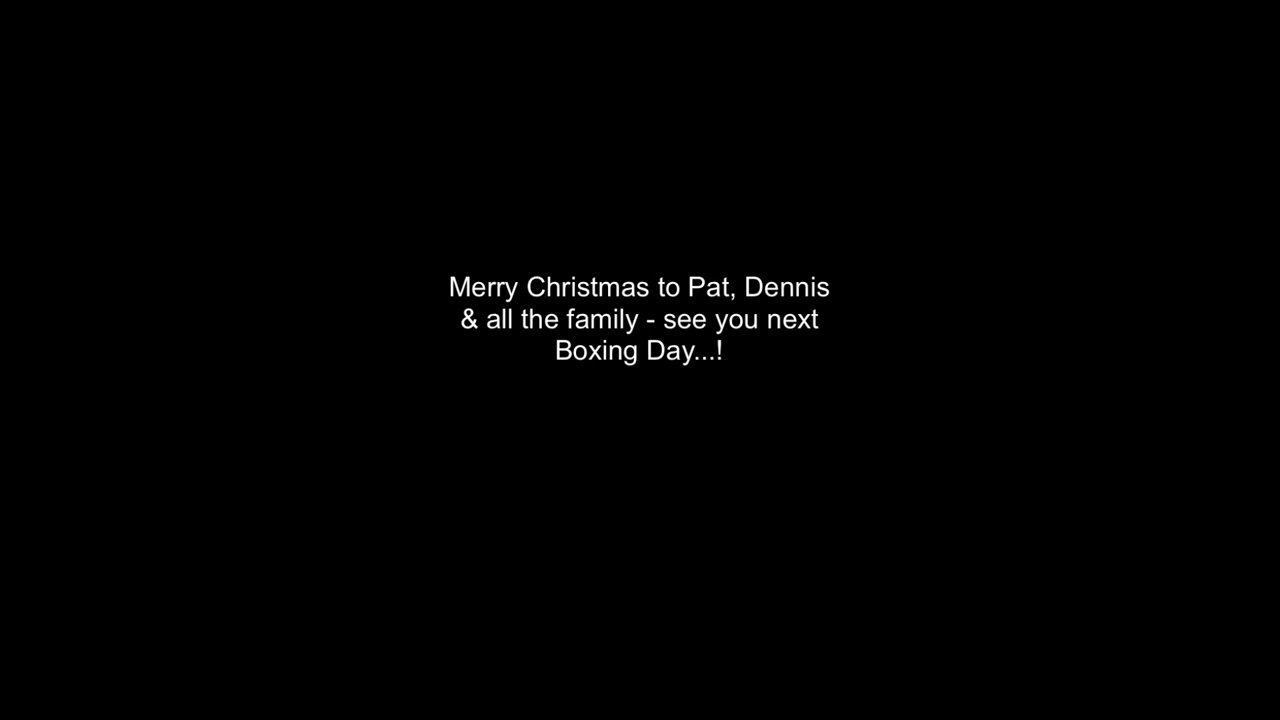 Merry Christmas to Pat, Dennis
& all the family - see you next
Boxing Day...!